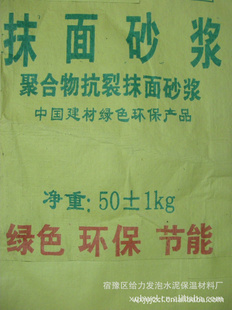 抹面砂浆
聚合物抗裂抹面砂浆
中国建材绿色环保产品
净重:50±1kg
绿色 环保 节能
宿豫区给力发泡水泥保温材料厂